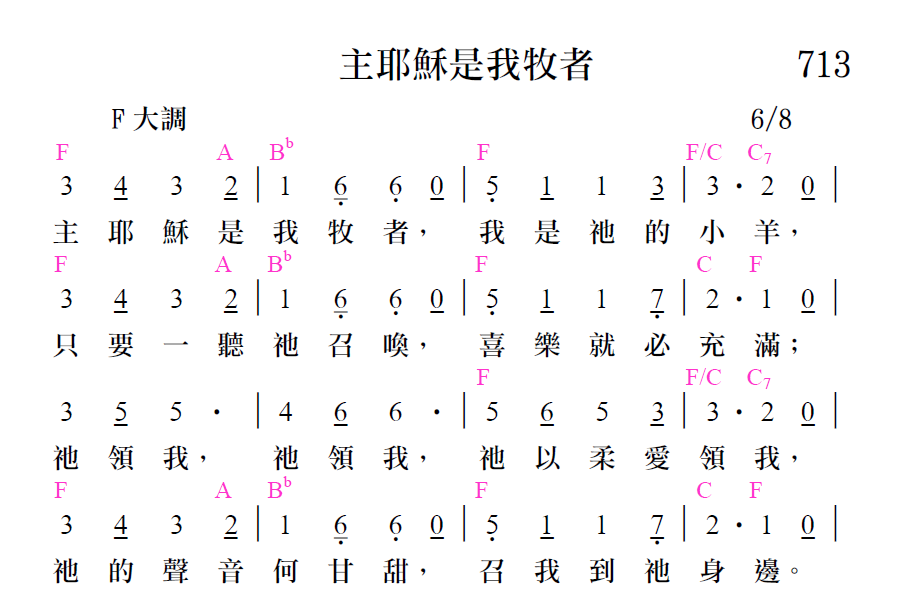 主耶穌是我牧者 713
F 大調 6/8
F A B♭ F F/C C7
3 4 3 2 | 1 6 6 0 | 5 1 1 3 | 3 · 2 0 |
主 耶 穌 是 我 牧 者， 我 是 祂 的 小 羊，
F A B♭ F C F
3 4 3 2 | 1 6 6 0 | 5 1 1 7 | 2 · 1 0 |
只 要 一 聽 祂 召 喚， 喜 樂 就 必 充 滿；
F F/C C7
3 5 5 · | 4 6 6 · | 5 6 5 3 | 3 · 2 0 |
祂 領 我， 祂 領 我， 祂 以 柔 愛 領 我，
F A B♭ F C F
3 4 3 2 | 1 6 6 0 | 5 1 1 7 | 2 · 1 0 |
祂 的 聲 音 何 甘 甜， 召 我 到 祂 身 邊。